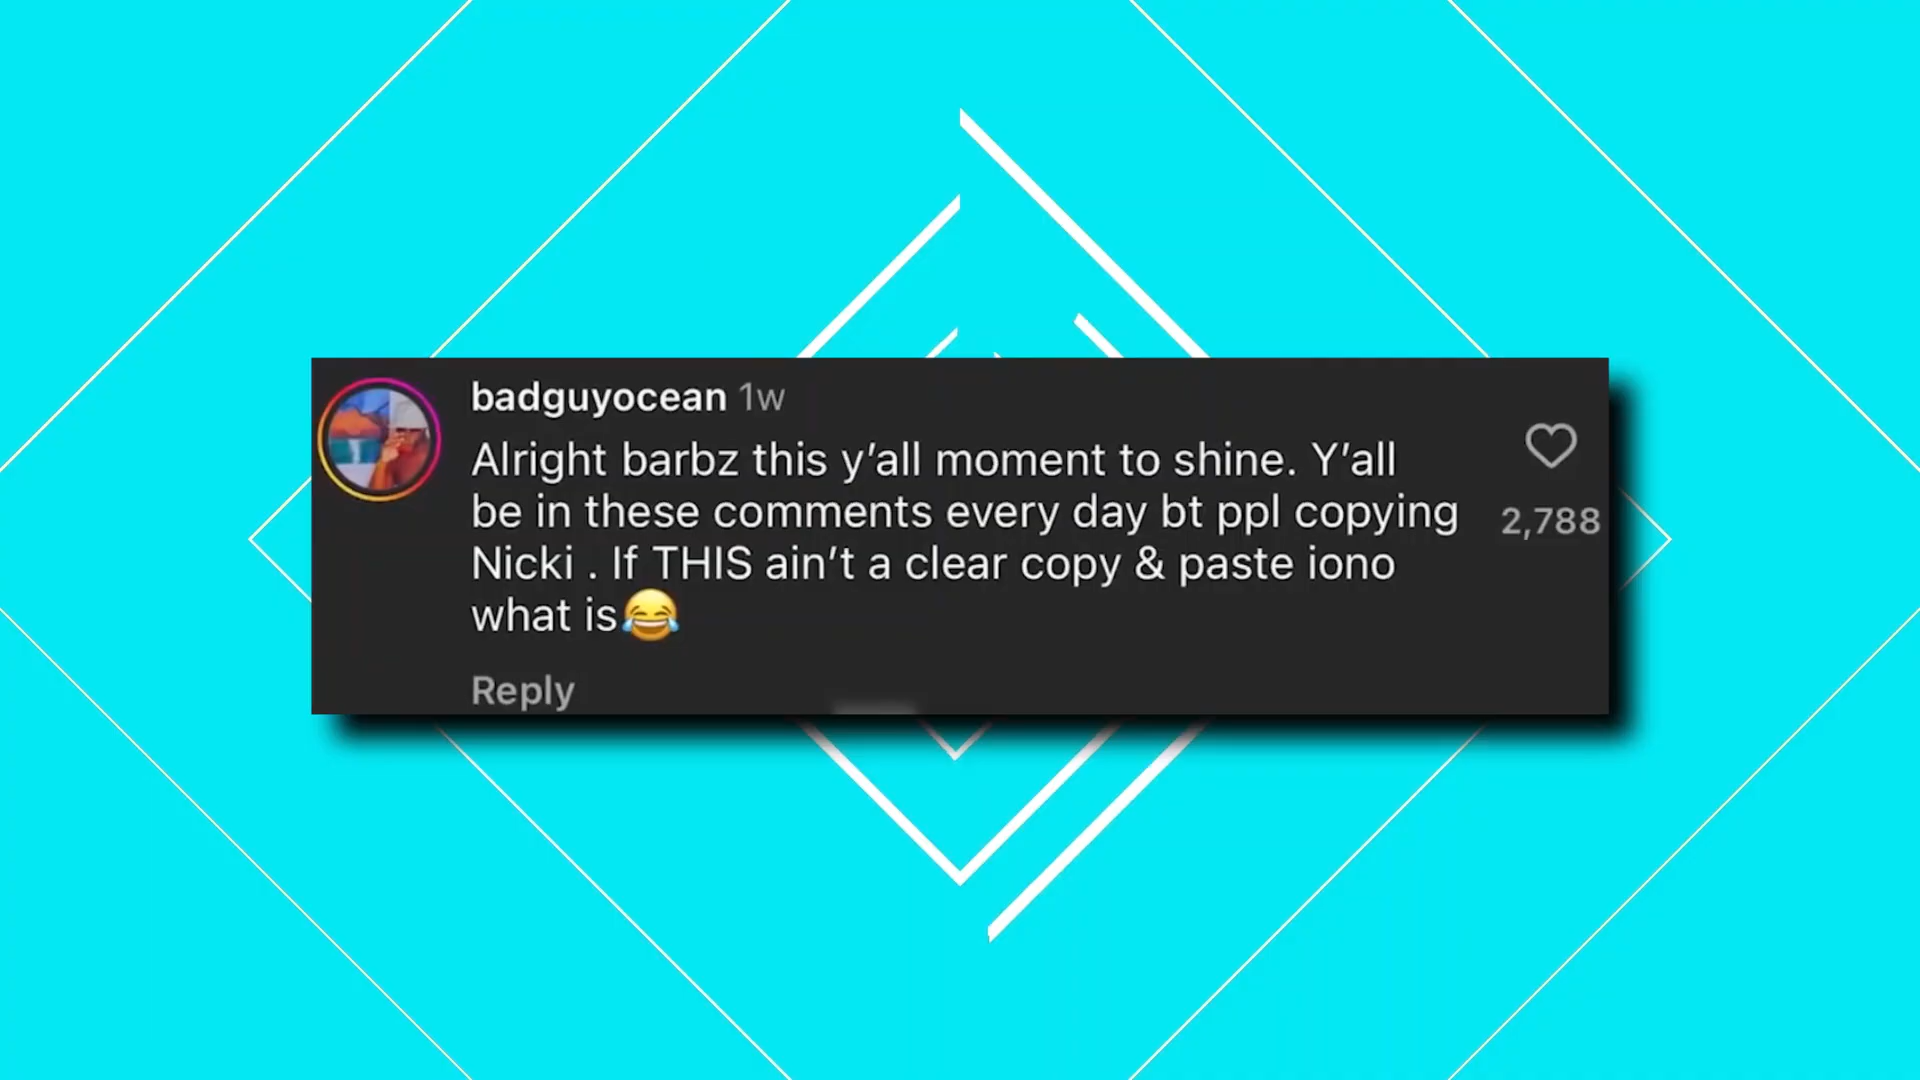 badguyocean 1w
Alright barbz this y’all moment to shine. Y’all
be in these comments every day bt ppl copying
Nicki . If THIS ain’t a clear copy & paste iono
what is😂
2,788
Reply